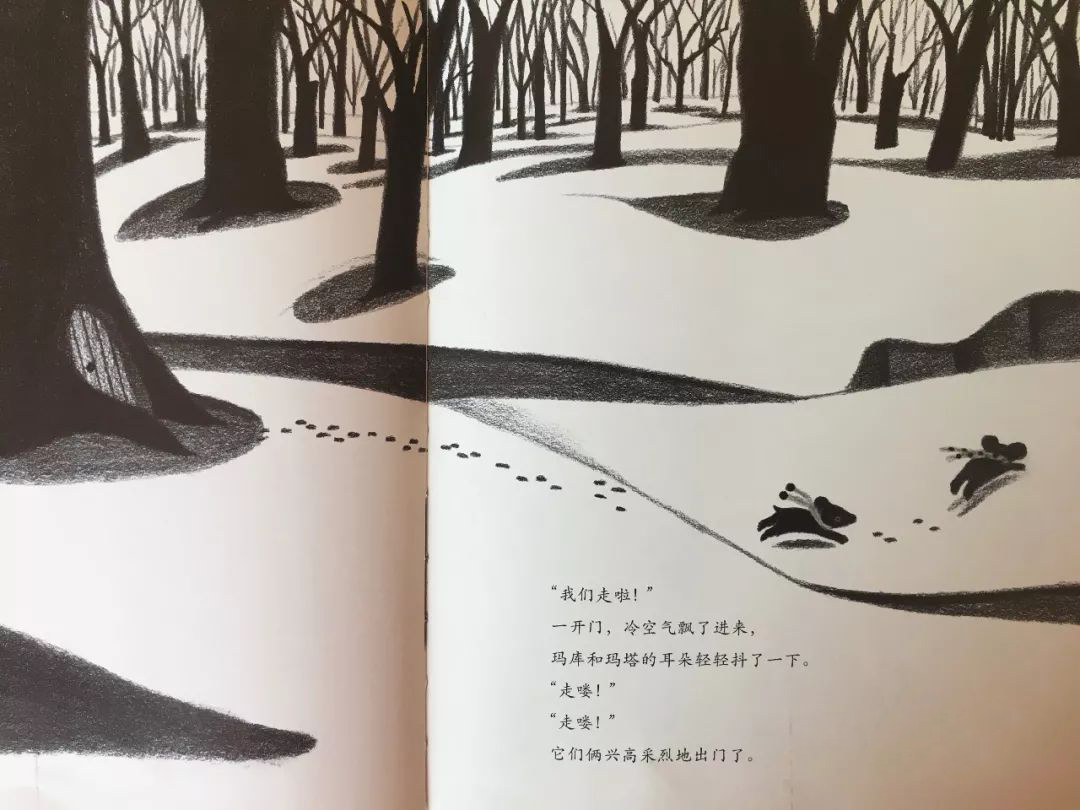 “我们走啦！”
一开门，冷空气飘了进来，
玛库和玛塔的耳朵轻轻抖了一下。
“走喽！”
“走喽！”
它们俩兴高采烈地出门了。